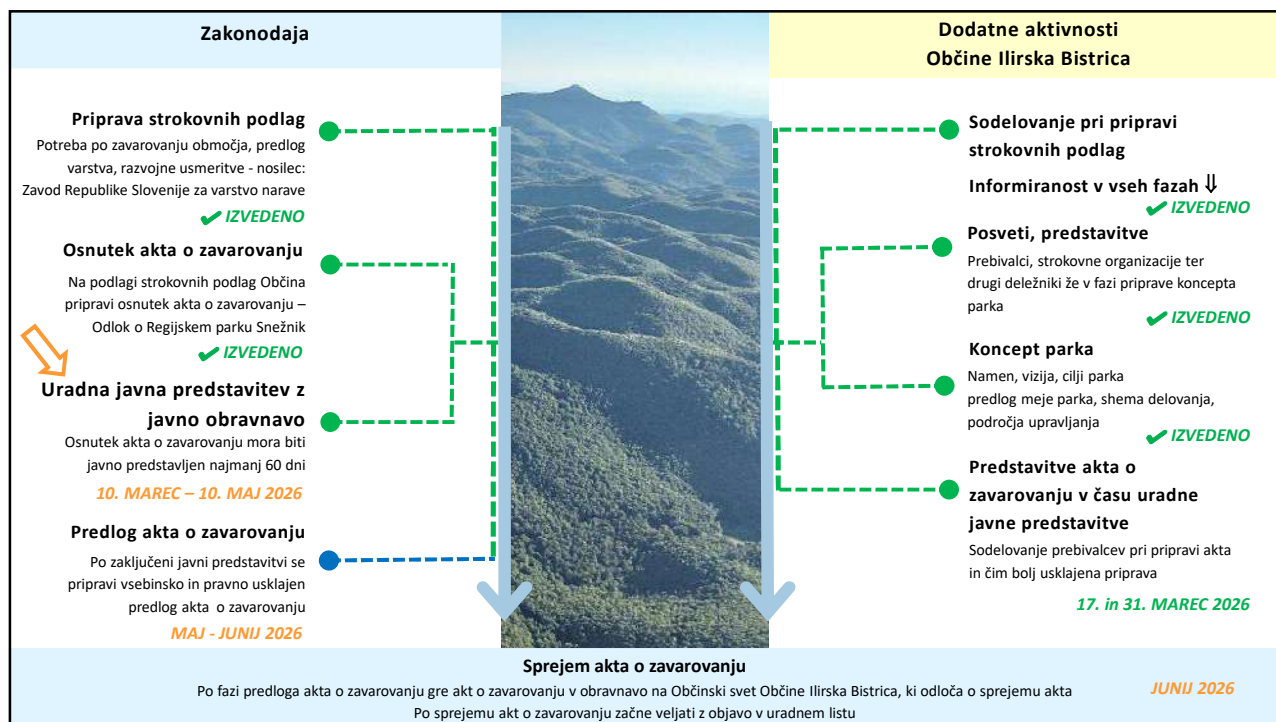 Zakonodaja
Priprava strokovnih podlag
Potreba po zavarovanju območja, predlog
varstva, razvojne usmeritve - nosilec:
Zavod Republike Slovenije za varstvo narave
✔ IZVEDENO
Osnutek akta o zavarovanju
Na podlagi strokovnih podlag Občina
pripravi osnutek akta o zavarovanju –
Odlok o Regijskem parku Snežnik
✔ IZVEDENO
Uradna javna predstavitev z
javno obravnavo
Osnutek akta o zavarovanju mora biti
javno predstavljen najmanj 60 dni
10. MAREC – 10. MAJ 2026
Predlog akta o zavarovanju
Po zaključeni javni predstavitvi se
pripravi vsebinsko in pravno usklajen
predlog akta o zavarovanju
MAJ - JUNIJ 2026
Dodatne aktivnosti
Občine Ilirska Bistrica
Sodelovanje pri pripravi
strokovnih podlag
Informiranost v vseh fazah ⇓
✔ IZVEDENO
Posveti, predstavitve
Prebivalci, strokovne organizacije ter
drugi deležniki že v fazi priprave koncepta
parka
✔ IZVEDENO
Koncept parka
Namen, vizija, cilji parka
predlog meje parka, shema delovanja,
področja upravljanja
✔ IZVEDENO
Predstavitve akta o
zavarovanju v času uradne
javne predstavitve
Sodelovanje prebivalcev pri pripravi akta
in čim bolj usklajena priprava
17. in 31. MAREC 2026
Sprejem akta o zavarovanju
Po fazi predloga akta o zavarovanju gre akt o zavarovanju v obravnavo na Občinski svet Občine Ilirska Bistrica, ki odloča o sprejemu akta
Po sprejemu akt o zavarovanju začne veljati z objavo v uradnem listu
JUNIJ 2026